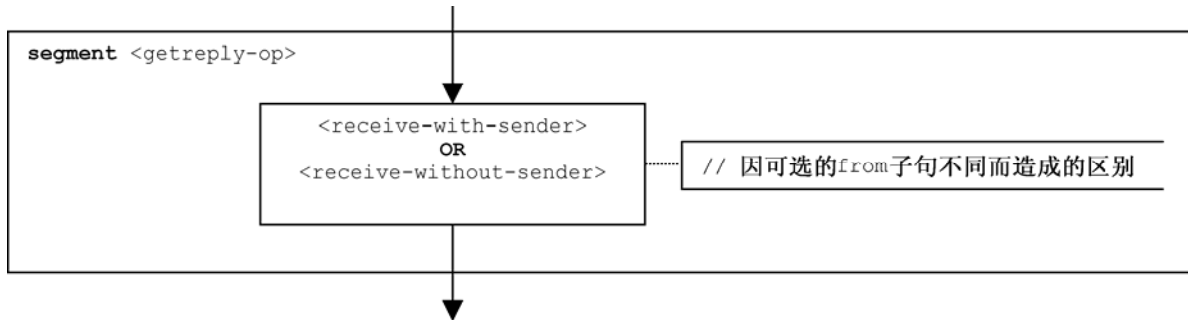 segment <getreply-op>
<receive-with-sender>
OR
<receive-without-sender>
// 因可选的from子句不同而造成的区别